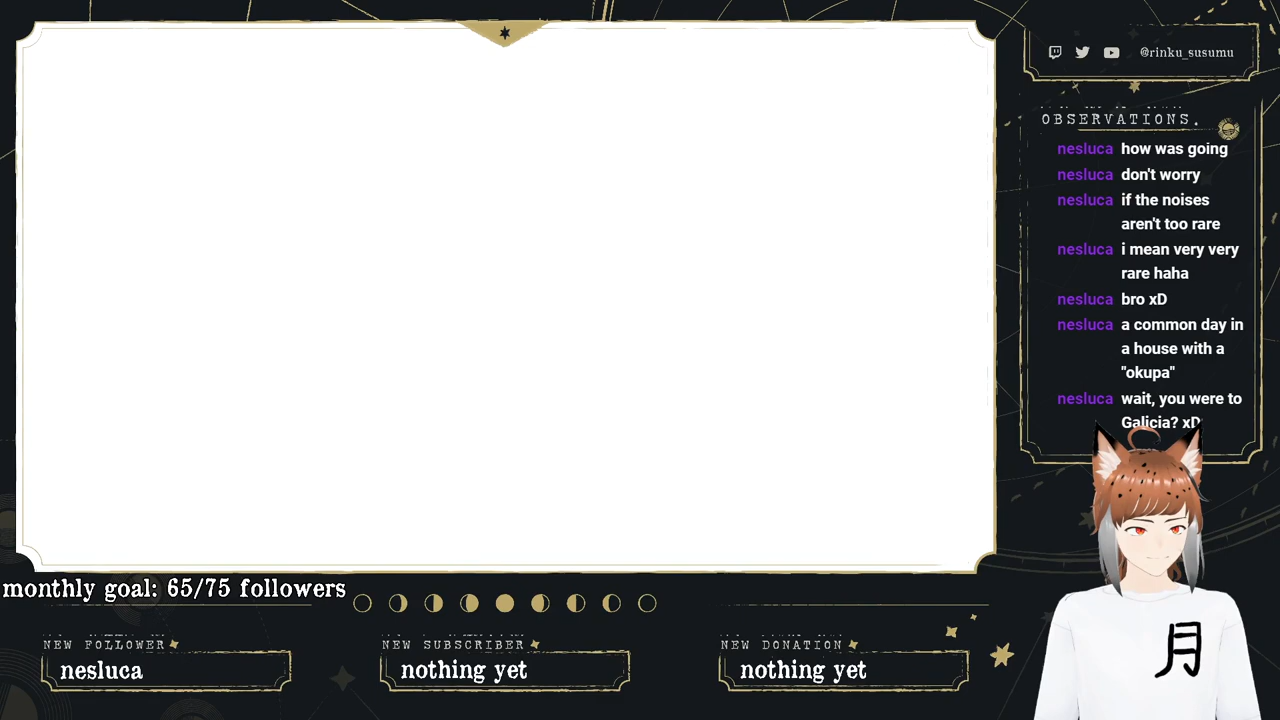 @rinku_susumu
OBSERVATIONS.
nesluca how was going
nesluca don't worry
nesluca if the noises
aren't too rare
nesluca i mean very very
rare haha
nesluca bro xD
nesluca a common day in
a house with a
"okupa"
nesluca wait, you were to
Galicia? xD
monthly goal: 65/75 followers
NEW FOLLOWER
nesluca
NEW SUBSCRIBER
nothing yet
NEW DONATION
nothing yet
月